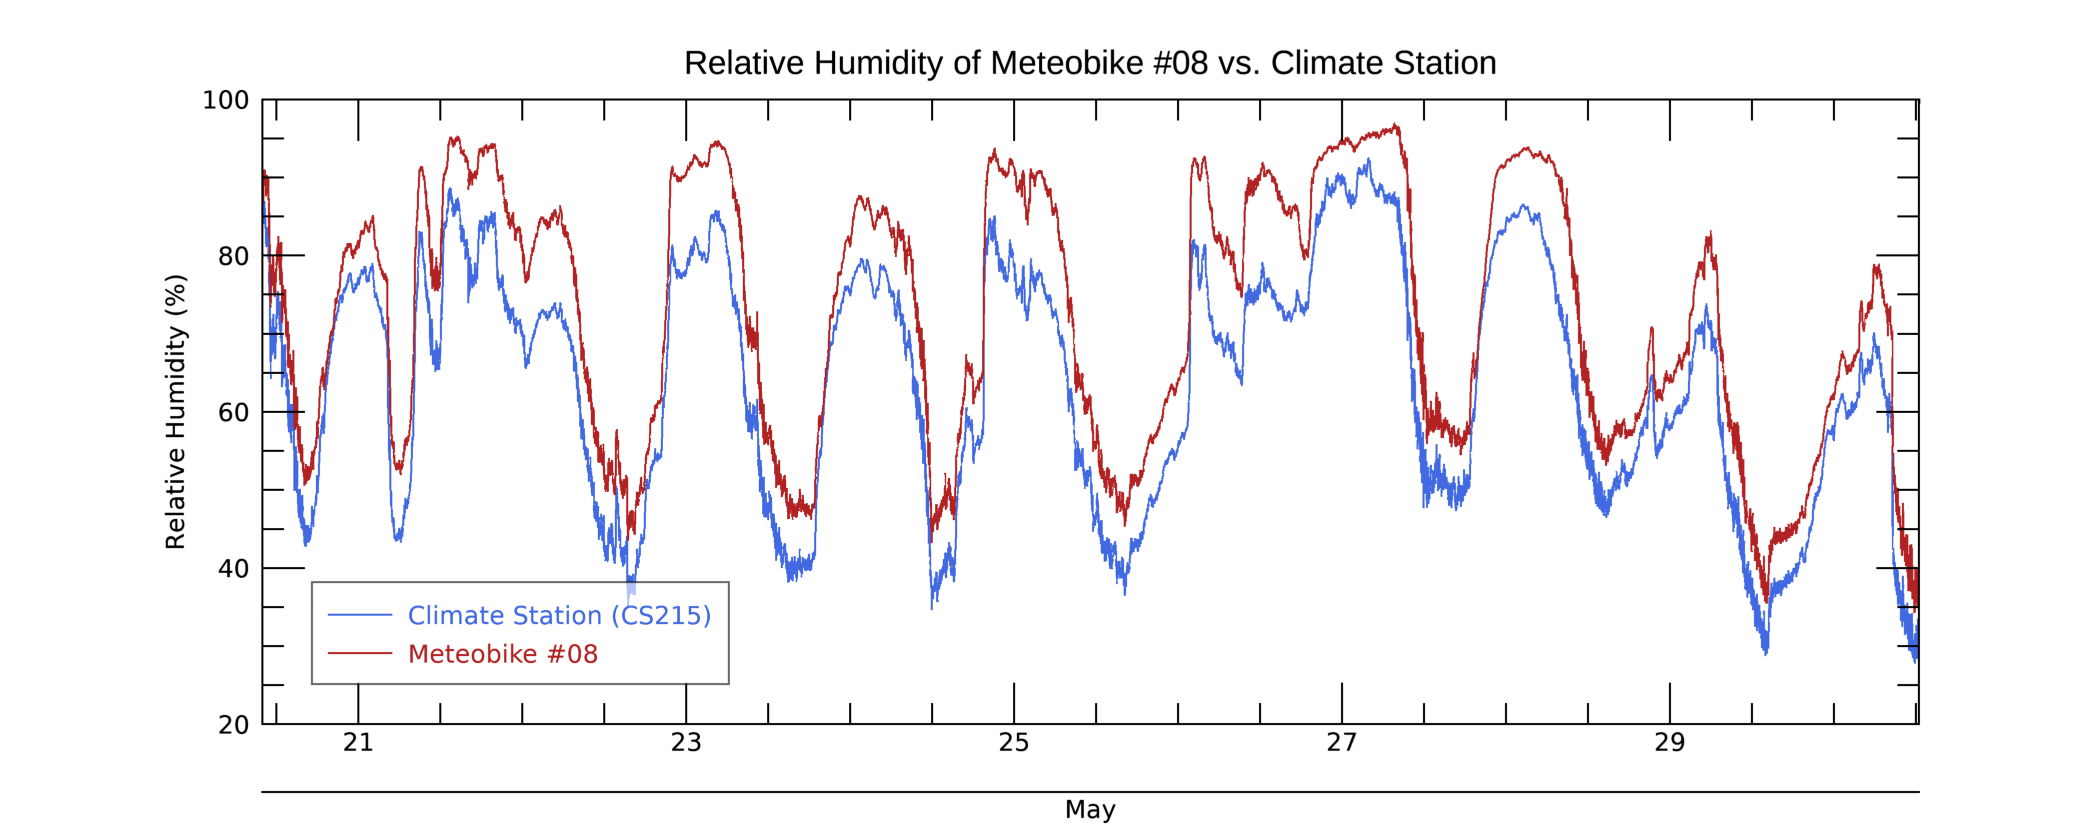 Relative Humidity of Meteobike #08 vs. Climate Station
Relative Humidity (%)
100
80
60
40
20
Climate Station (CS215)
Meteobike #08
21 23 25 27 29
May